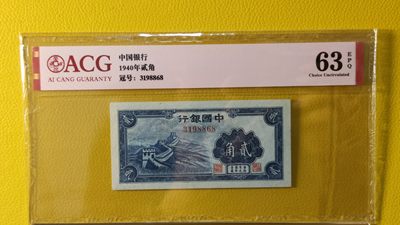 ACG
AI CANG GUARANTY
中国银行
1940年贰角
冠号：3198868
63 EPQ
Choice Uncirculated
行銀國中
3198868
角 貳